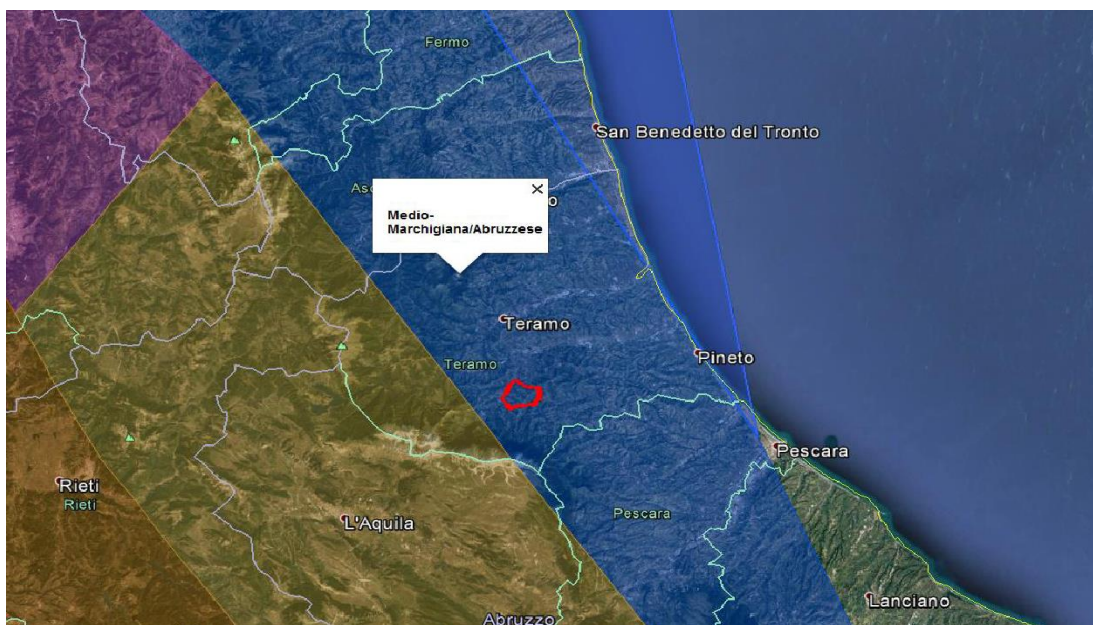 Fermo
San Benedetto del Tronto
Medio-
Marchigiana/Abruzzese
Teramo
Teramo
Pineto
Pescara
Rieti
Rieti
L'Aquila
Pescara
Lanciano
Abruzzo